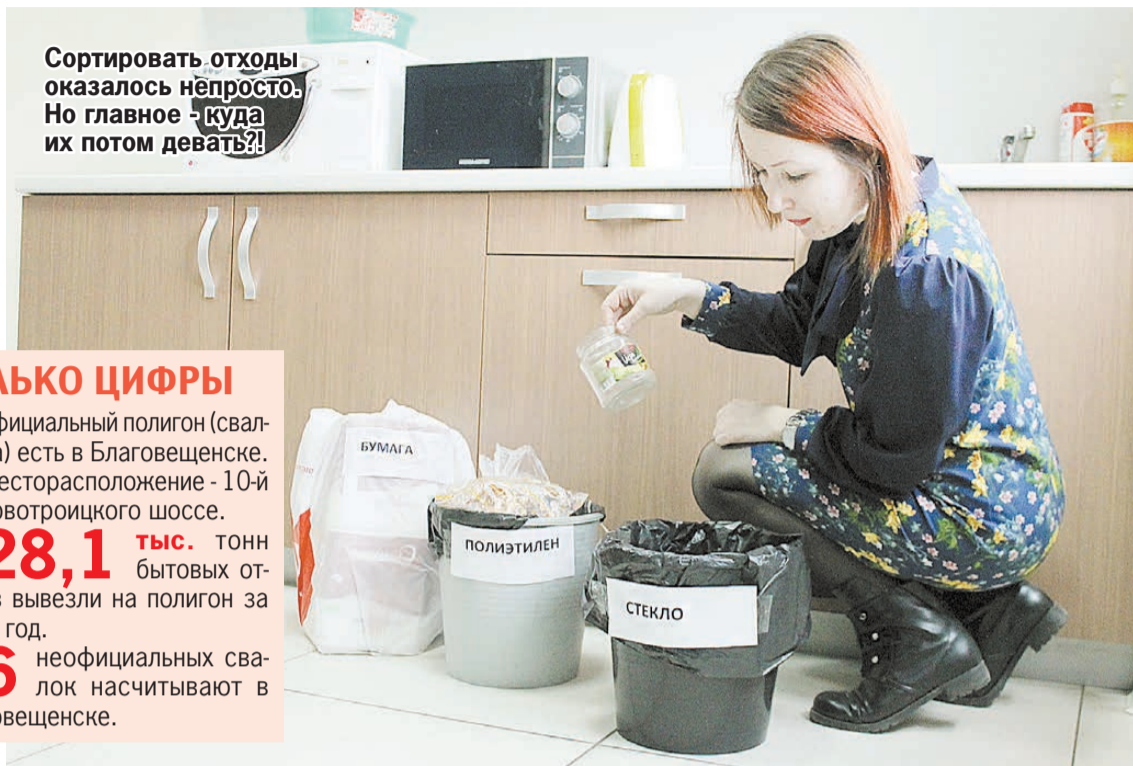 Сортировать отходы
оказалось непросто.
Но главное - куда
их потом девать?!
ЛЬКО ЦИФРЫ
фициальный полигон (свал-
а) есть в Благовещенске.
есторасположение - 10-й
овотроицкого шоссе.
28,1 тыс. тонн
бытовых от-
в вывезли на полигон за
год.
6 неофициальных сва-
лок насчитывают в
овещенске.
БУМАГА
ПОЛИЭТИЛЕН
СТЕКЛО